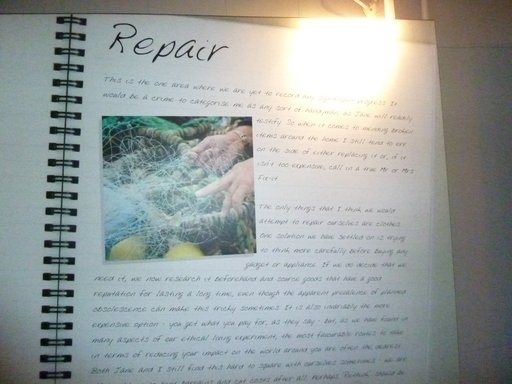 Repair
This is the one area where we are yet to record any significant progress. It
would be a crime to categorise me as any sort of handyman, as Jane will readily
testify. So when it comes to mending broken
items around the home I still tend to err
on the side of either replacing it or, if it
isn't too expensive, call in a true Mr or Mrs
Fix-it.
The only things that I think we would
attempt to repair ourselves are clothes.
One solution we have settled on is trying
to think more carefully before buying any
gadget or appliance. If we do decide that we
need it, we now research it beforehand and source goods that have a good
reputation for lasting a long time, even though the apparent prevalence of planned
obsolescence can make this tricky sometimes. It is also invariably the more
expensive option - you get what you pay for, as they say - but, as we have found in
many aspects of our ethical living experiment, the most favourable routes to take
in terms of reducing your impact on the world around you are often the dearest.
Both Jane and I still find this hard to square with ourselves sometimes - we are
bargains and cut costs after all. Perhaps